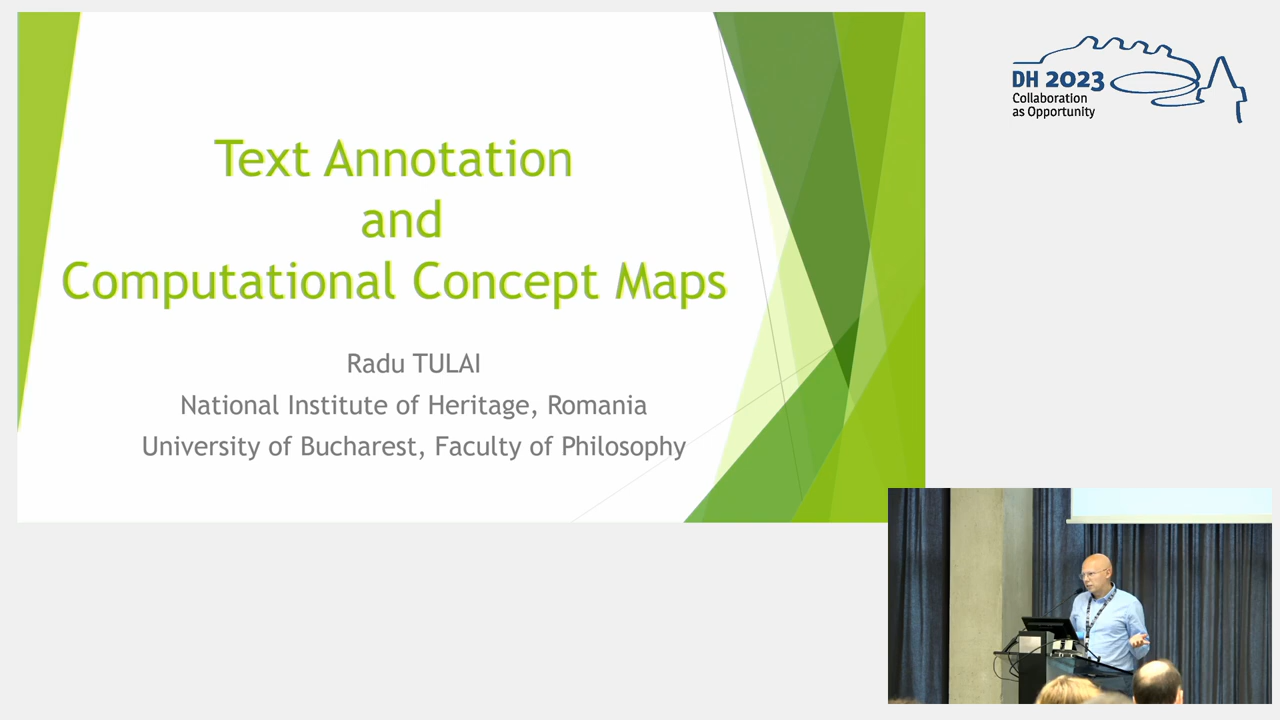 Text Annotation
and
Computational Concept Maps
Radu TULAI
National Institute of Heritage, Romania
University of Bucharest, Faculty of Philosophy
DH 2023
Collaboration
as Opportunity